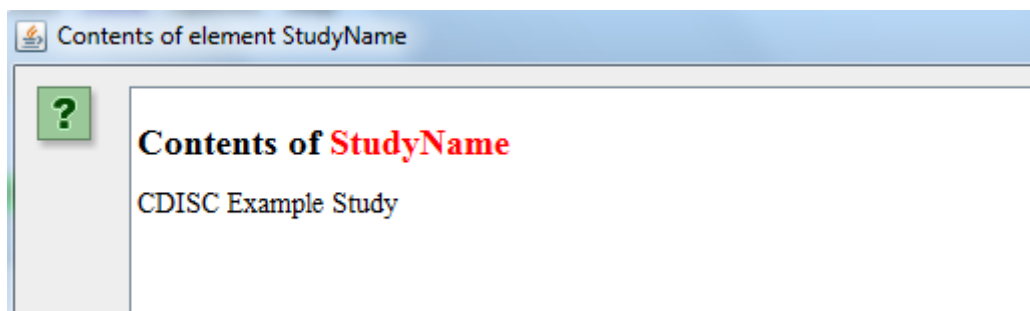 Contents of element StudyName
?
Contents of StudyName
CDISC Example Study